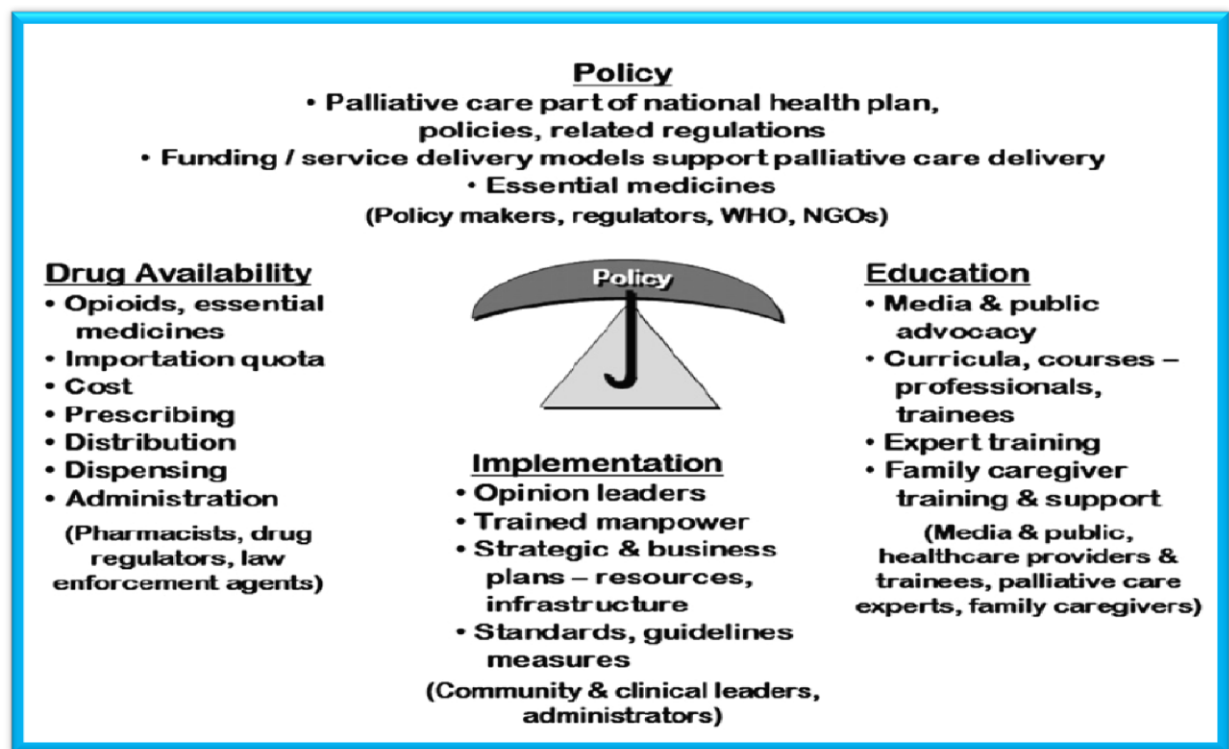 Policy
• Palliative care part of national health plan,
policies, related regulations
• Funding / service delivery models support palliative care delivery
• Essential medicines
(Policy makers, regulators, WHO, NGOs)
Drug Availability
• Opioids, essential
medicines
• Importation quota
• Cost
• Prescribing
• Distribution
• Dispensing
• Administration
(Pharmacists, drug
regulators, law
enforcement agents)
Policy
Implementation
• Opinion leaders
• Trained manpower
• Strategic & business
plans – resources,
infrastructure
• Standards, guidelines
measures
(Community & clinical leaders,
administrators)
Education
• Media & public
advocacy
• Curricula, courses –
professionals,
trainees
• Expert training
• Family caregiver
training & support
(Media & public,
healthcare providers &
trainees, palliative care
experts, family caregivers)